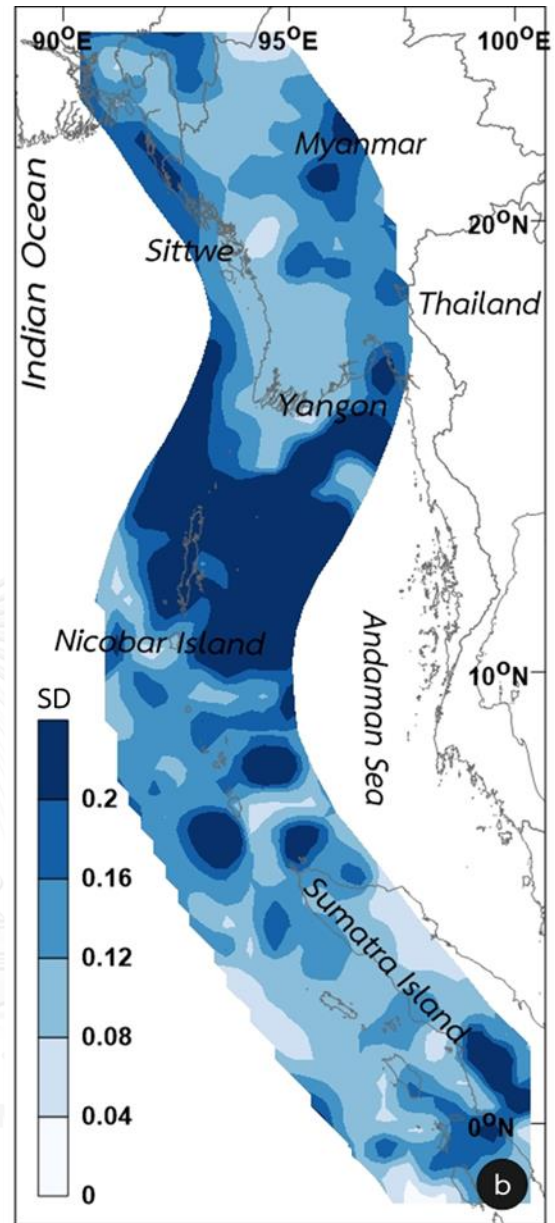 90°E 95°E 100°E
Myanmar
20°N
Sittwe
Indian Ocean
Thailand
Yangon
Nicobar Island
10°N
Andaman Sea
SD
0.2
0.16
0.12
0.08
0.04
0
Sumatra Island
0°N
b